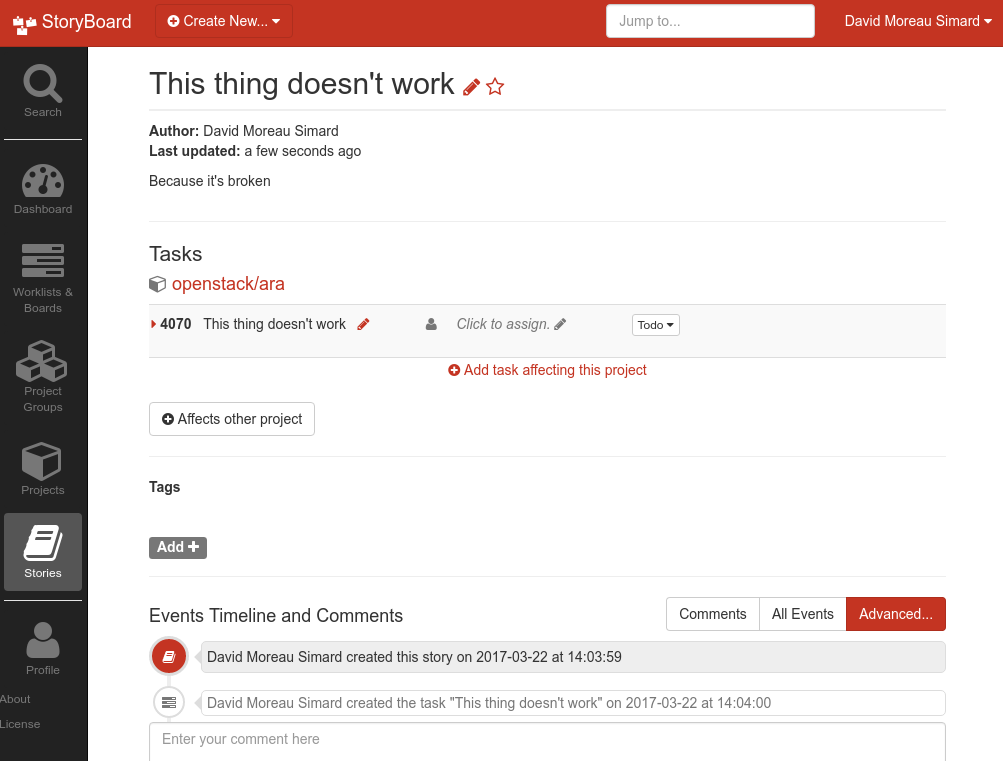 StoryBoard
Create New...
Jump to...
David Moreau Simard
Search
Dashboard
Worklists &
Boards
Project
Groups
Projects
Stories
Profile
About
License
This thing doesn't work
Author: David Moreau Simard
Last updated: a few seconds ago
Because it's broken
Tasks
openstack/ara
4070 This thing doesn't work Click to assign. Todo
Add task affecting this project
Affects other project
Tags
Add
Events Timeline and Comments
Comments All Events Advanced...
David Moreau Simard created this story on 2017-03-22 at 14:03:59
David Moreau Simard created the task "This thing doesn't work" on 2017-03-22 at 14:04:00
Enter your comment here